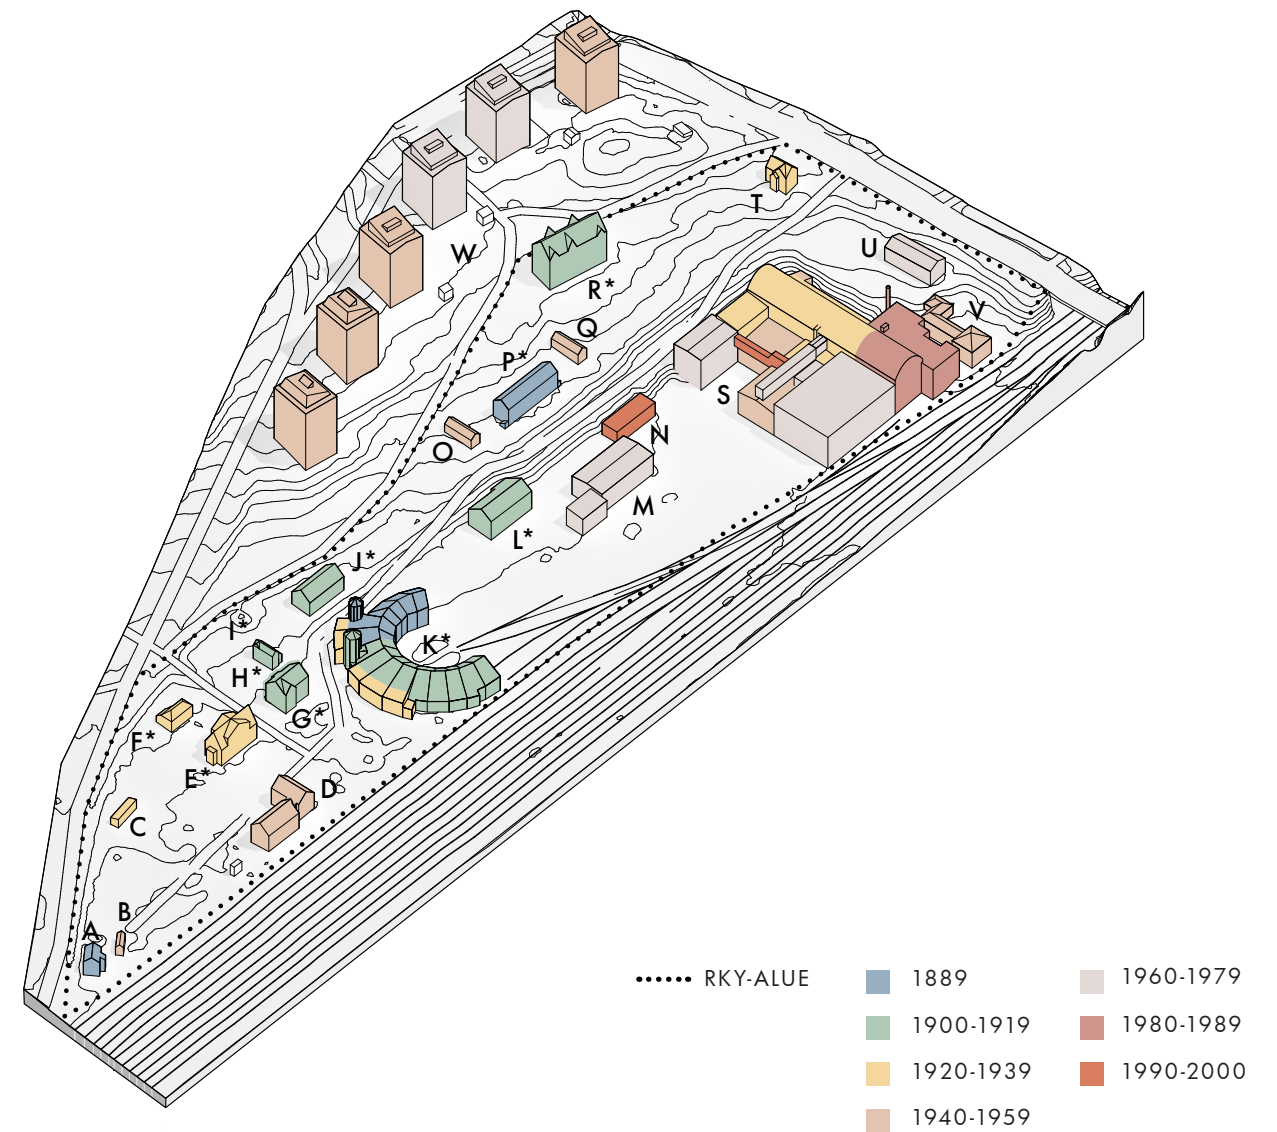 T
U
W
R*
V
Q
P*
S
O
N
M
L*
J*
I*
K*
H*
G*
F*
E*
D
C
B
A
RKY-ALUE
1889
1900-1919
1920-1939
1940-1959
1960-1979
1980-1989
1990-2000